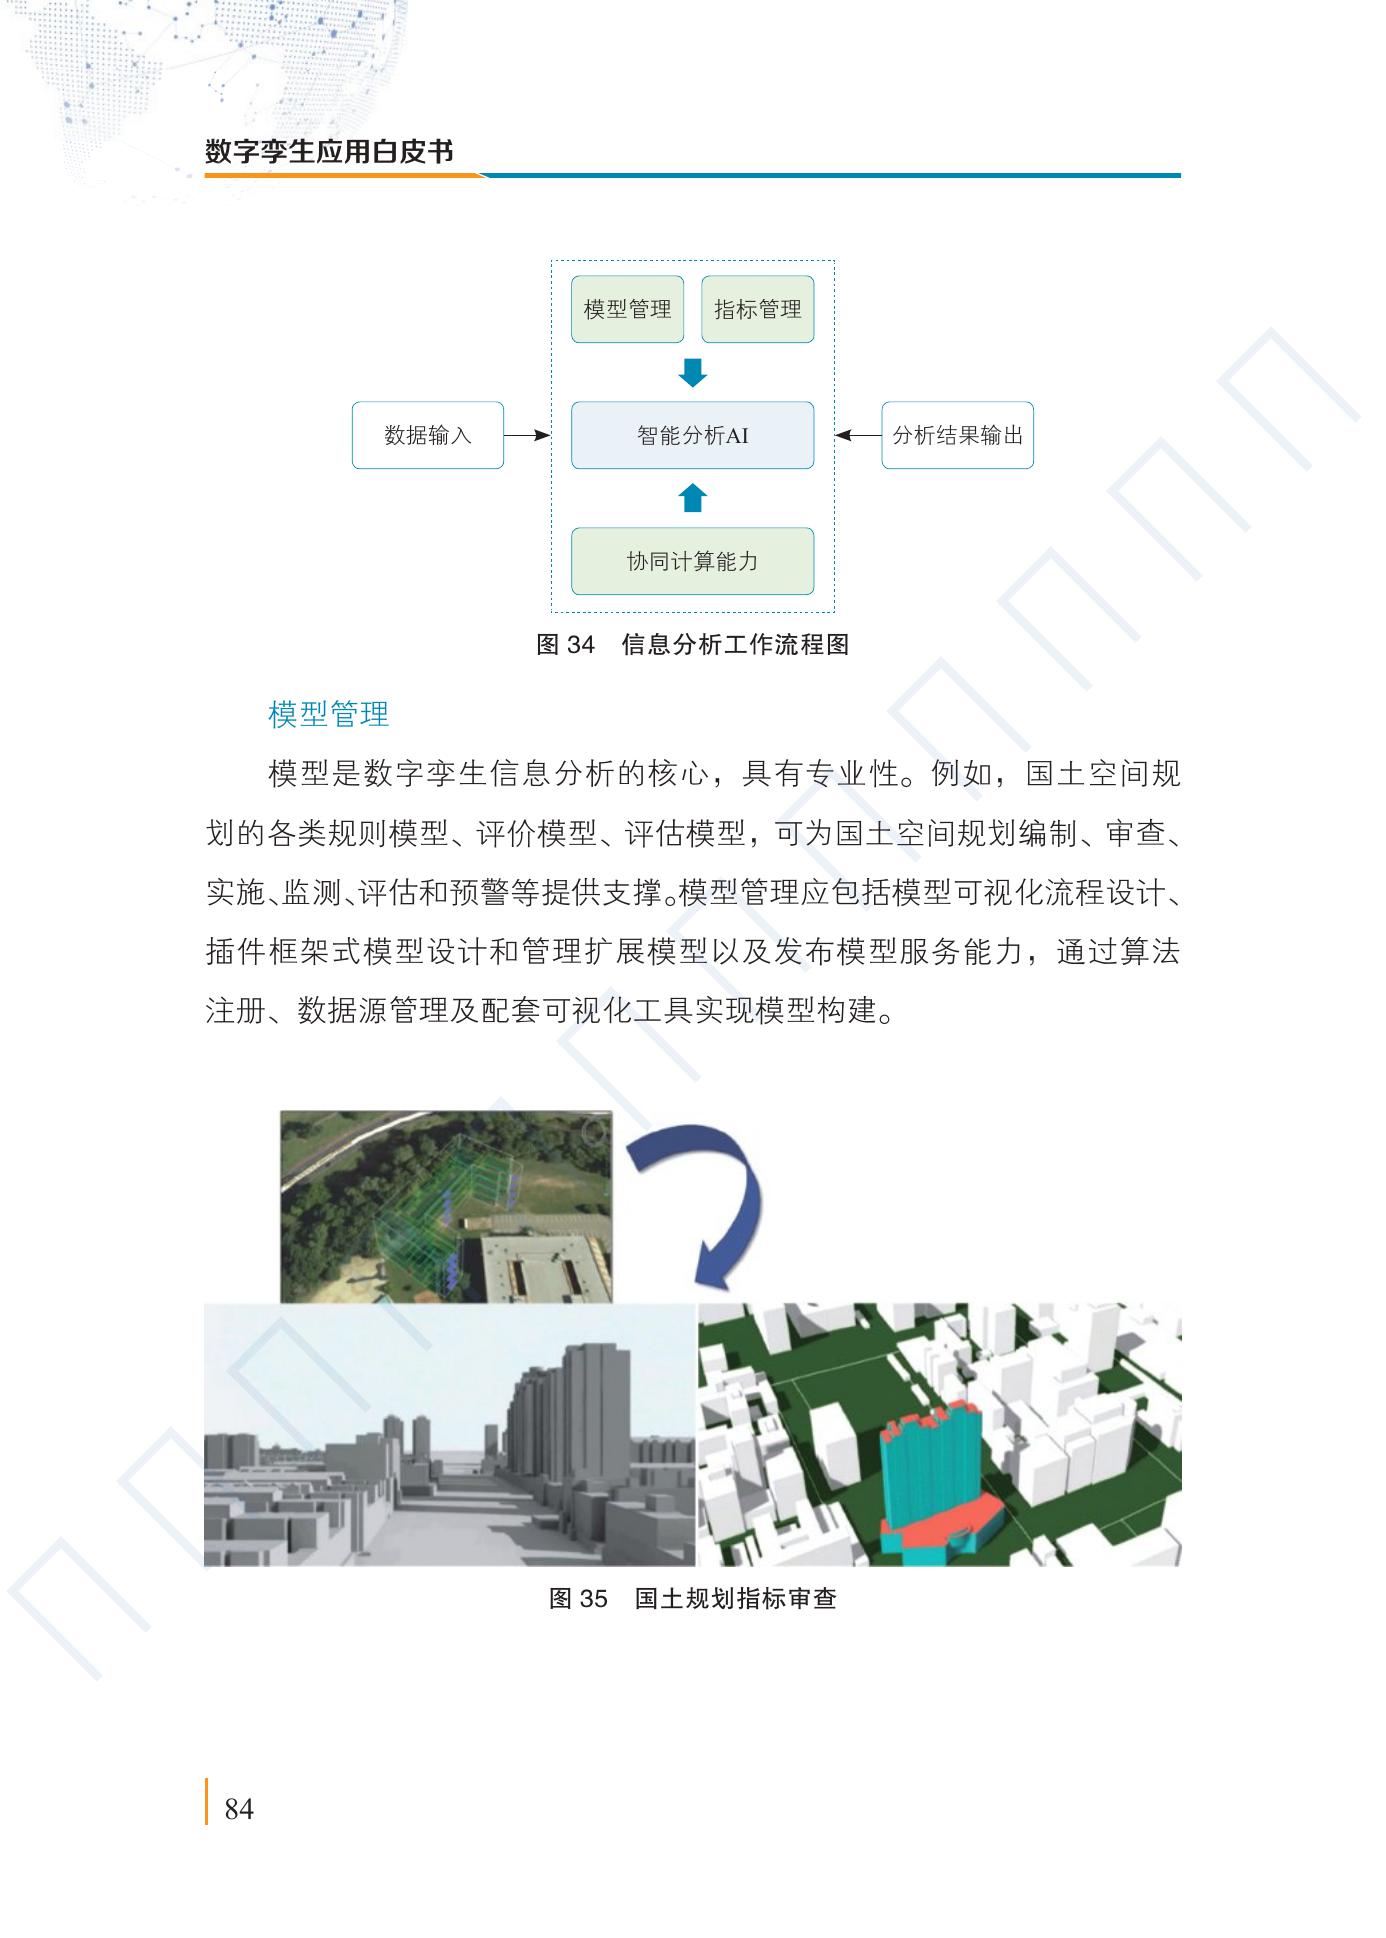 数字孪生应用白皮书
模型管理
指标管理
数据输入
智能分析AI
分析结果输出
协同计算能力
图 34　信息分析工作流程图
模型管理
模型是数字孪生信息分析的核心，具有专业性。例如，国土空间规
划的各类规则模型、评价模型、评估模型，可为国土空间规划编制、审查、
实施、监测、评估和预警等提供支撑。模型管理应包括模型可视化流程设计、
插件框架式模型设计和管理扩展模型以及发布模型服务能力，通过算法
注册、数据源管理及配套可视化工具实现模型构建。
图 35　国土规划指标审查
84